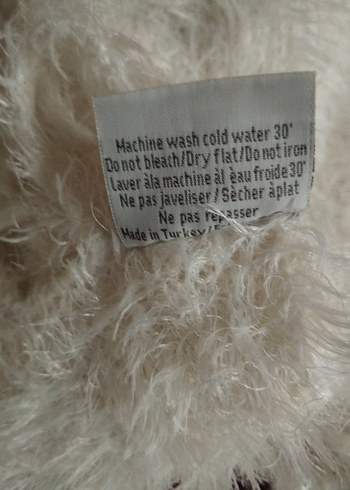 Machine wash cold water 30°
Do not bleach/Dry flat/Do not iron
Laver àla machine àl èau froide 30°
Ne pas javeliser / Sècher àplat
Ne pas repasser
Made in Turkey/